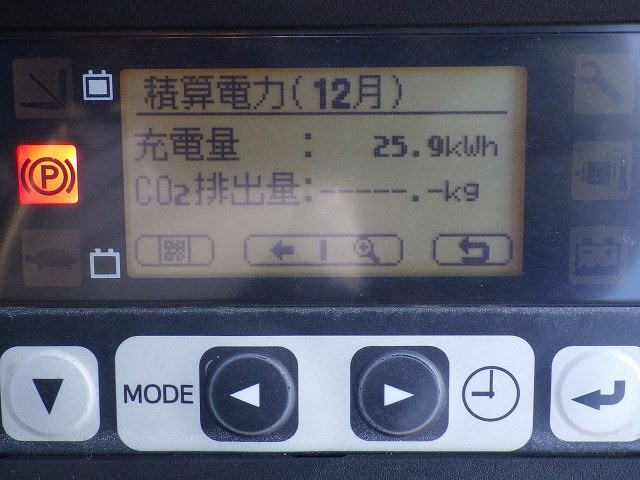 積算電力(12月)
充電量 : 25.9kWh
CO2排出量:-----.-kg
P
MODE